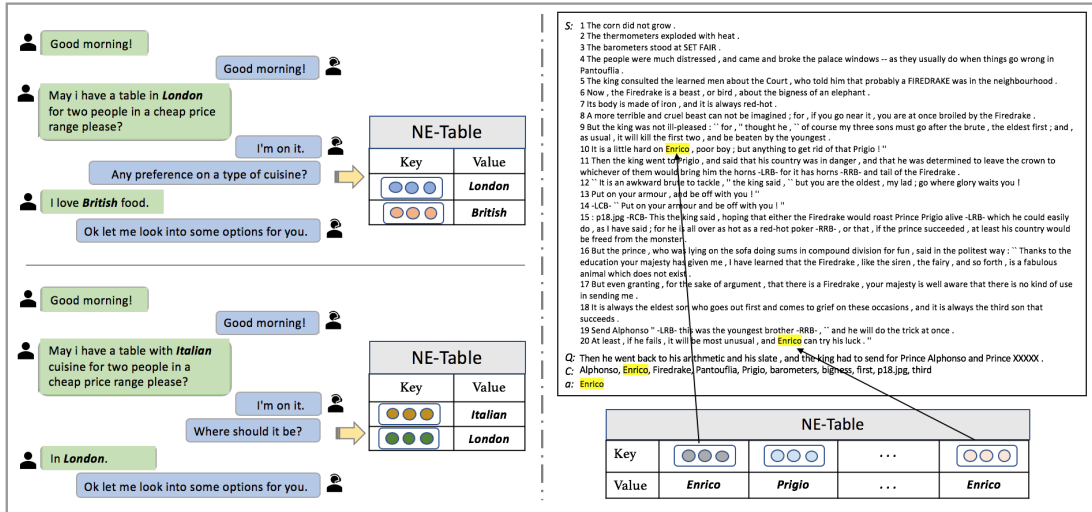 Good morning!
Good morning!
May i have a table in London
for two people in a cheap price
range please?
I'm on it.
Any preference on a type of cuisine?
I love British food.
Ok let me look into some options for you.
NE-Table
Key Value
London
British
Good morning!
Good morning!
May i have a table with Italian
cuisine for two people in a
cheap price range please?
I'm on it.
Where should it be?
In London.
Ok let me look into some options for you.
NE-Table
Key Value
Italian
London
S: 1 The corn did not grow .
2 The thermometers exploded with heat .
3 The barometers stood at SET FAIR .
4 The people were much distressed , and came and broke the palace windows -- as they usually do when things go wrong in
Pantouflia .
5 The king consulted the learned men about the Court , who told him that probably a FIREDRAKE was in the neighbourhood .
6 Now , the Firedrake is a beast , or bird , about the bigness of an elephant .
7 Its body is made of iron , and it is always red-hot .
8 A more terrible and cruel beast can not be imagined ; for , if you go near it , you are at once broiled by the Firedrake .
9 But the king was not ill-pleased : `` for , '' thought he , `` of course my three sons must go after the brute , the eldest first ; and ,
as usual , it will kill the first two , and be beaten by the youngest .
10 It is a little hard on Enrico , poor boy ; but anything to get rid of that Prigio ! ''
11 Then the king went to Prigio , and said that his country was in danger , and that he was determined to leave the crown to
whichever of them would bring him the horns -LRB- for it has horns -RRB- and tail of the Firedrake .
12 `` It is an awkward brute to tackle , '' the king said , `` but you are the oldest , my lad ; go where glory waits you !
13 Put on your armour , and be off with you ! ''
14 -LCB- `` Put on your armour and be off with you ! ''
15 : p18.jpg -RCB- This the king said , hoping that either the Firedrake would roast Prince Prigio alive -LRB- which he could easily
do , as I have said ; for he is all over as hot as a red-hot poker -RRB- , or that , if the prince succeeded , at least his country would
be freed from the monster .
16 But the prince , who was lying on the sofa doing sums in compound division for fun , said in the politest way : `` Thanks to the
education your majesty has given me , I have learned that the Firedrake , like the siren , the fairy , and so forth , is a fabulous
animal which does not exist .
17 But even granting , for the sake of argument , that there is a Firedrake , your majesty is well aware that there is no kind of use
in sending me .
18 It is always the eldest son who goes out first and comes to grief on these occasions , and it is always the third son that
succeeds .
19 Send Alphonso '' -LRB- this was the youngest brother -RRB- , `` and he will do the trick at once .
20 At least , if he fails , it will be most unusual , and Enrico can try his luck . ''
Q: Then he went back to his arithmetic and his slate , and the king had to send for Prince Alphonso and Prince XXXXX .
C: Alphonso, Enrico, Firedrake, Pantouflia, Prigio, barometers, bigness, first, p18.jpg, third
a: Enrico
NE-Table
Key ...
Value Enrico Prigio ... Enrico